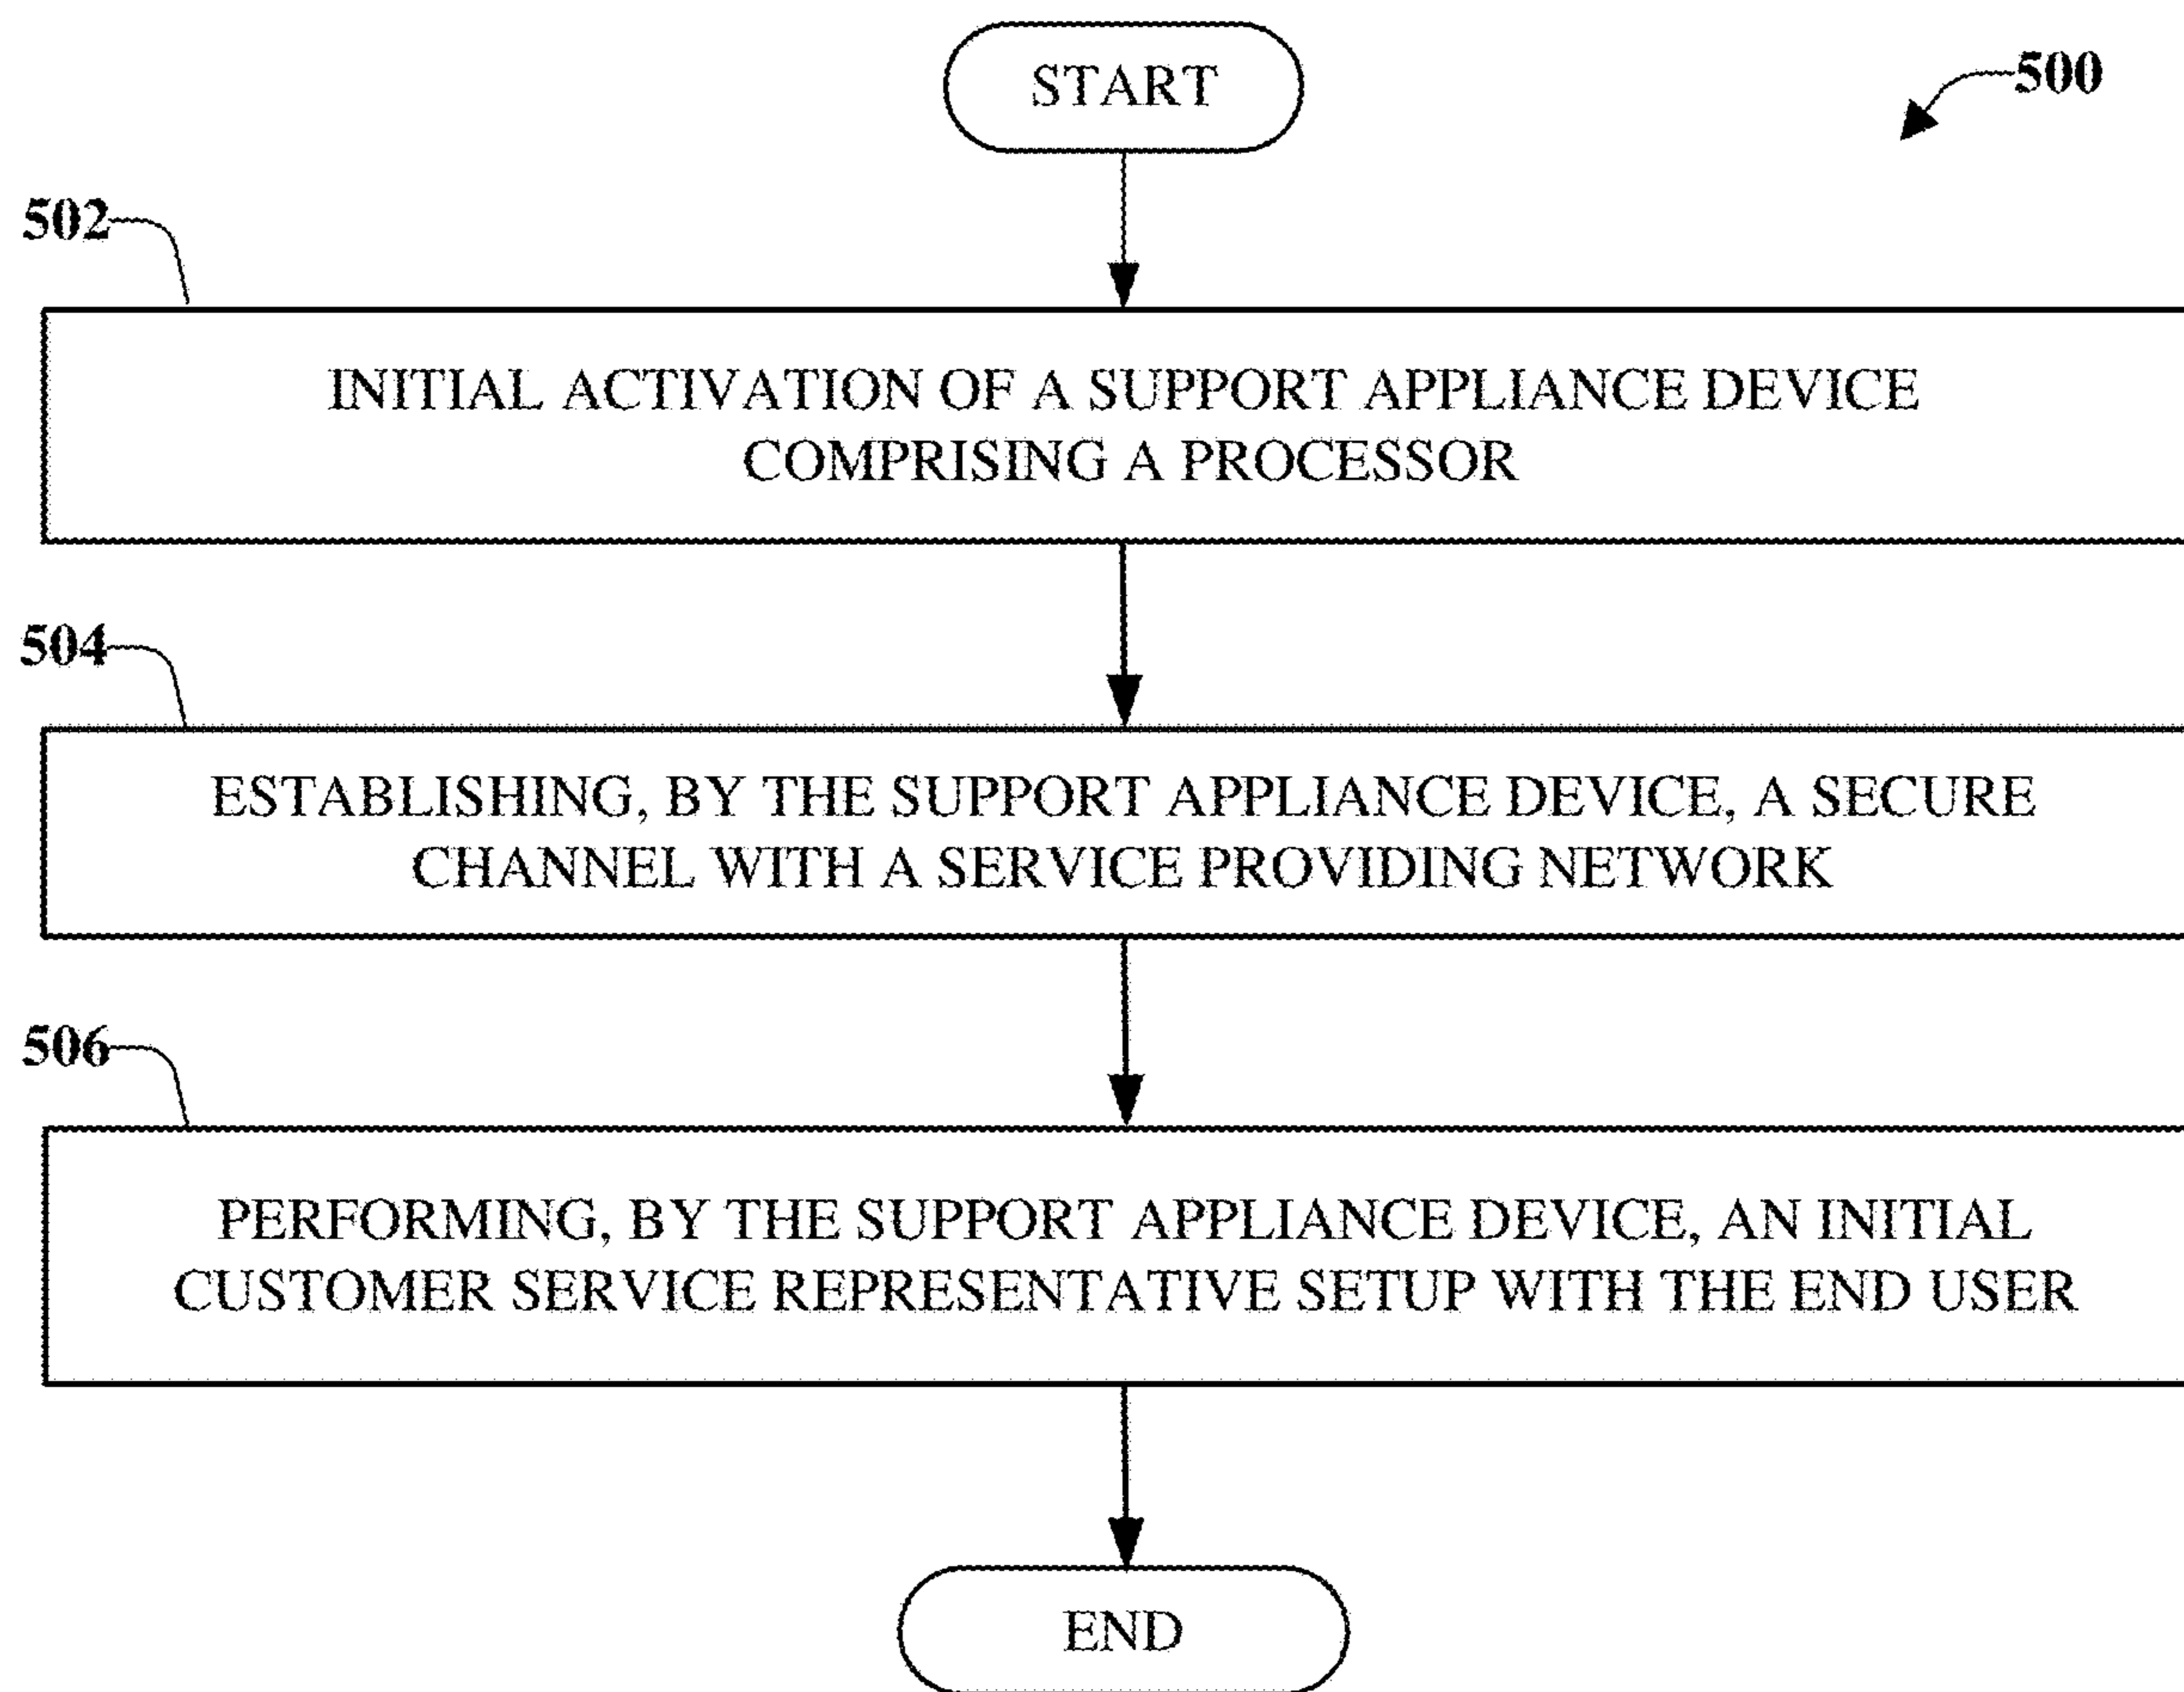 START
500
502
INITIAL ACTIVATION OF A SUPPORT APPLIANCE DEVICE
COMPRISING A PROCESSOR
504
ESTABLISHING, BY THE SUPPORT APPLIANCE DEVICE, A SECURE
CHANNEL WITH A SERVICE PROVIDING NETWORK
506
PERFORMING, BY THE SUPPORT APPLIANCE DEVICE, AN INITIAL
CUSTOMER SERVICE REPRESENTATIVE SETUP WITH THE END USER
END